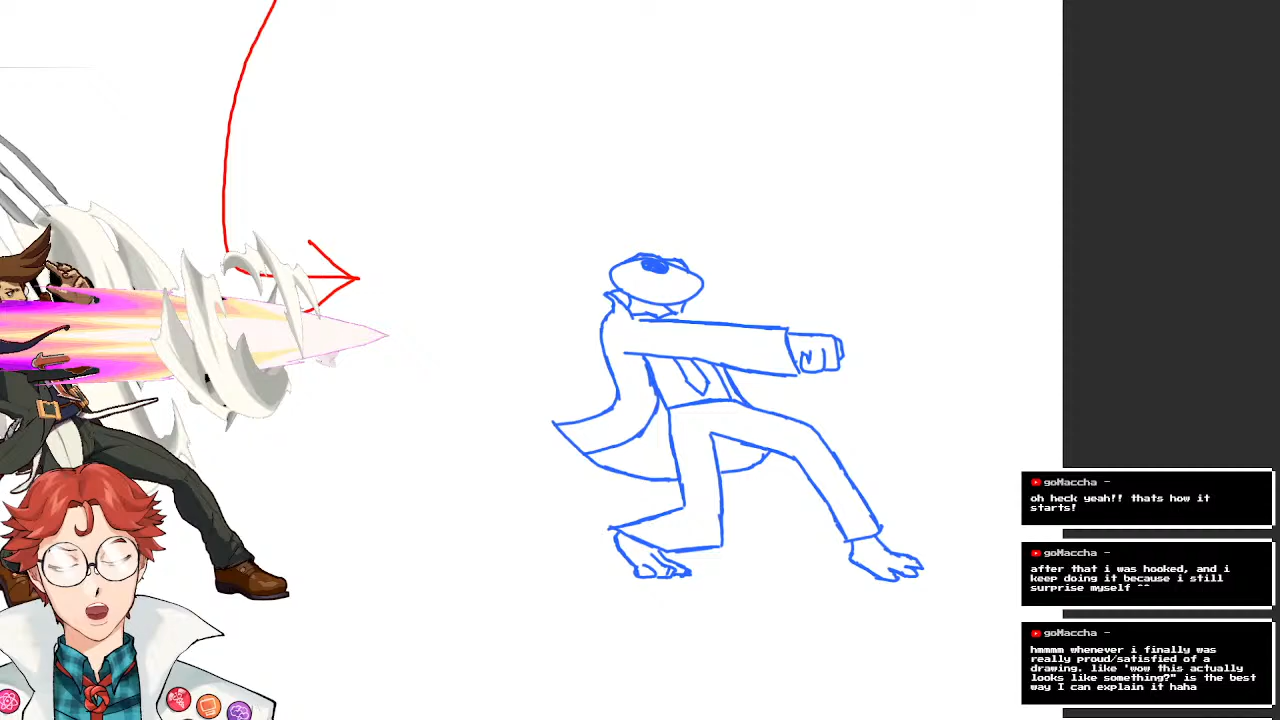 goMaccha -
oh heck yeah!! thats how it
starts!
goMaccha -
after that i was hooked, and i
keep doing it because i still
surprise myself ^^
goMaccha -
hmmmm whenever i finally was
really proud/satisfied of a
drawing. like 'wow this actually
looks like something?" is the best
way I can explain it haha